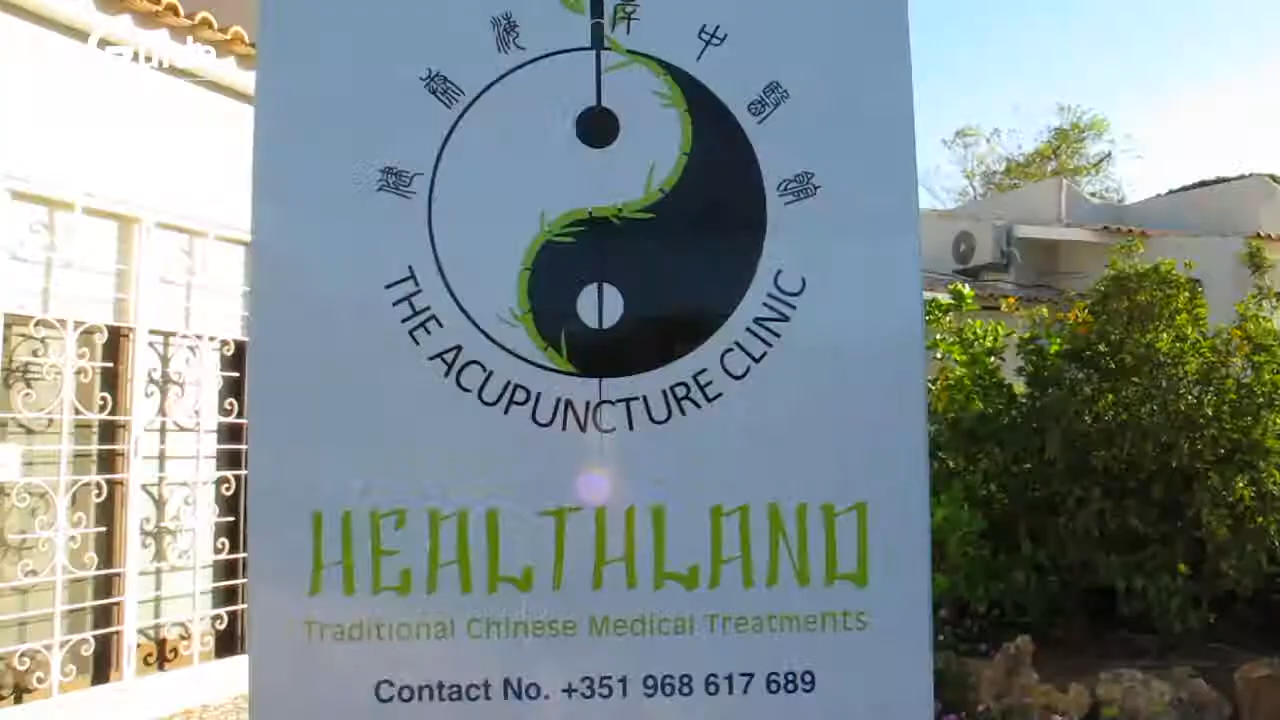 THE ACUPUNCTURE CLINIC
HEALTHLAND
Traditional Chinese Medical Treatments
Contact No. +351 968 617 689